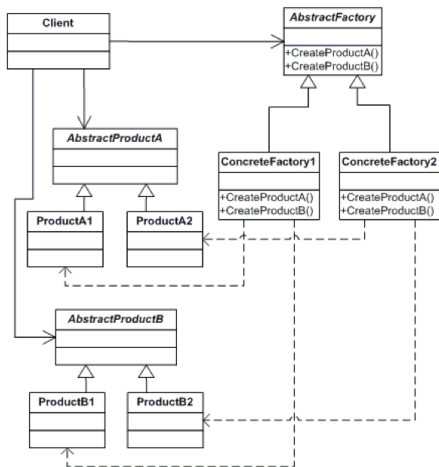 Client
AbstractFactory
+CreateProductA()
+CreateProductB()
AbstractProductA
ConcreteFactory1
+CreateProductA()
+CreateProductB()
ConcreteFactory2
+CreateProductA()
+CreateProductB()
ProductA1
ProductA2
AbstractProductB
ProductB1
ProductB2